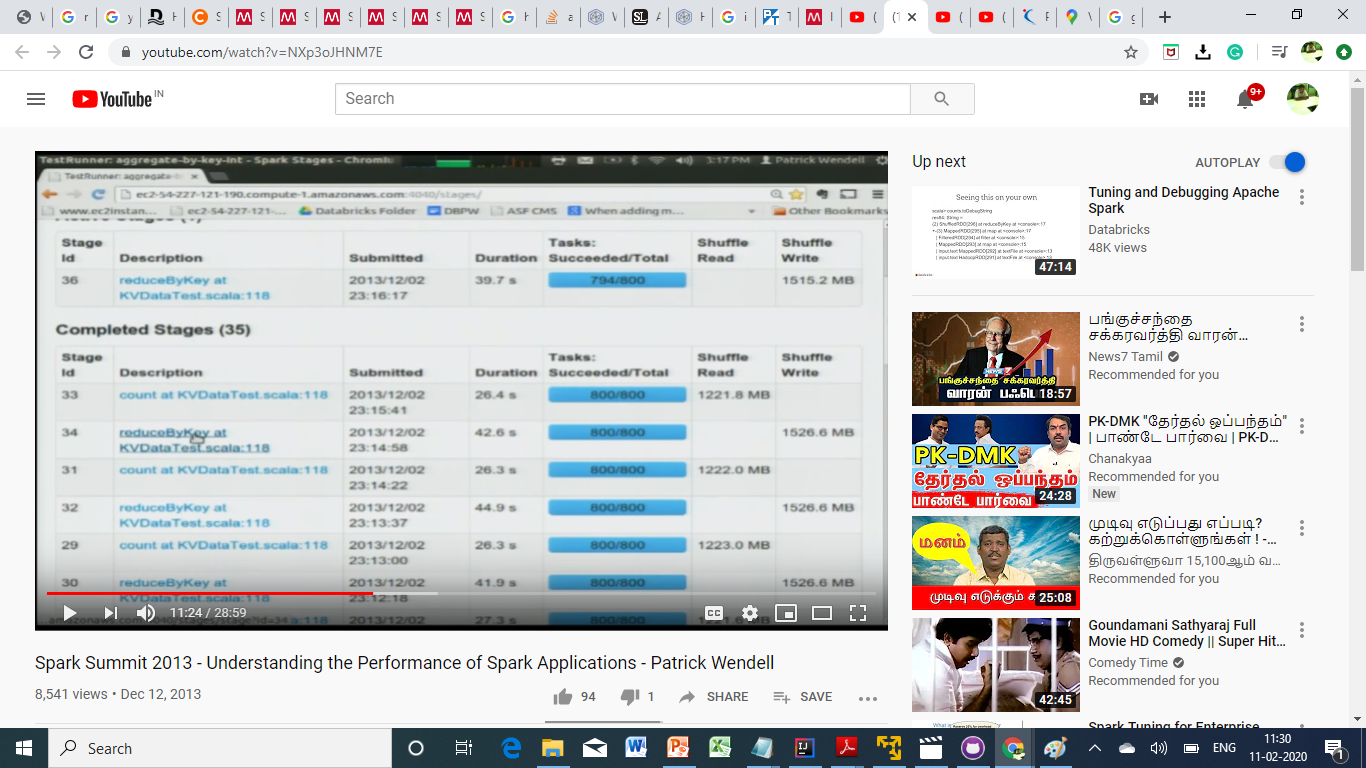 youtube.com/watch?v=NXp3oJHNM7E
YouTube IN
Search
9+
TestRunner: aggregate-by-key-int - Spark Stages - Chromiu
3:17 PM Patrick Wendell
TestRunner: aggregate-b
ec2-54-227-121-190.compute-1.amazonaws.com:4040/stages/
www.ec2instan... ec2-54-227-121-... Databricks Folder DBPW ASF CMS When adding m... Other Bookmarks
Stage Id Description Submitted Duration Tasks: Succeeded/Total Shuffle Read Shuffle Write
36 reduceByKey at KVDataTest.scala:118 2013/12/02 23:16:17 39.7 s 794/800 1515.2 MB
Completed Stages (35)
Stage Id Description Submitted Duration Tasks: Succeeded/Total Shuffle Read Shuffle Write
33 count at KVDataTest.scala:118 2013/12/02 23:15:41 26.4 s 800/800 1221.8 MB
34 reduceByKey at KVDataTest.scala:118 2013/12/02 23:14:58 42.6 s 800/800 1526.6 MB
31 count at KVDataTest.scala:118 2013/12/02 23:14:22 26.3 s 800/800 1222.0 MB
32 reduceByKey at KVDataTest.scala:118 2013/12/02 23:13:37 44.9 s 800/800 1526.6 MB
29 count at KVDataTest.scala:118 2013/12/02 23:13:00 26.3 s 800/800 1223.0 MB
30 reduceByKey at KVDataTest.scala:118 2013/12/02 23:12:18 41.9 s 800/800 1526.6 MB
27.3 s
11:24 / 28:59
CC
Spark Summit 2013 - Understanding the Performance of Spark Applications - Patrick Wendell
8,541 views • Dec 12, 2013
94 1 SHARE SAVE
Up next AUTOPLAY
Seeing this on your own
47:14
Tuning and Debugging Apache
Spark
Databricks
48K views
பங்குச்சந்தை சக்கரவர்த்தி
வாரன் பஃபெ
18:57
பங்குச்சந்தை
சக்கரவர்த்தி வாரன்...
News7 Tamil
Recommended for you
PK-DMK
தேர்தல் ஒப்பந்தம்
பாண்டே பார்வை
24:28
PK-DMK "தேர்தல் ஒப்பந்தம்"
| பாண்டே பார்வை | PK-D...
Chanakyaa
Recommended for you
New
மனம்
முடிவு எடுக்கும் ச
25:08
முடிவு எடுப்பது எப்படி?
கற்றுக்கொள்ளுங்கள் ! -...
திருவள்ளுவா 15,100ஆம் வ...
Recommended for you
42:45
Goundamani Sathyaraj Full
Movie HD Comedy || Super Hit...
Comedy Time
Recommended for you
Spark Tuning for Enterprise
Search
ENG
11:30
11-02-2020
1